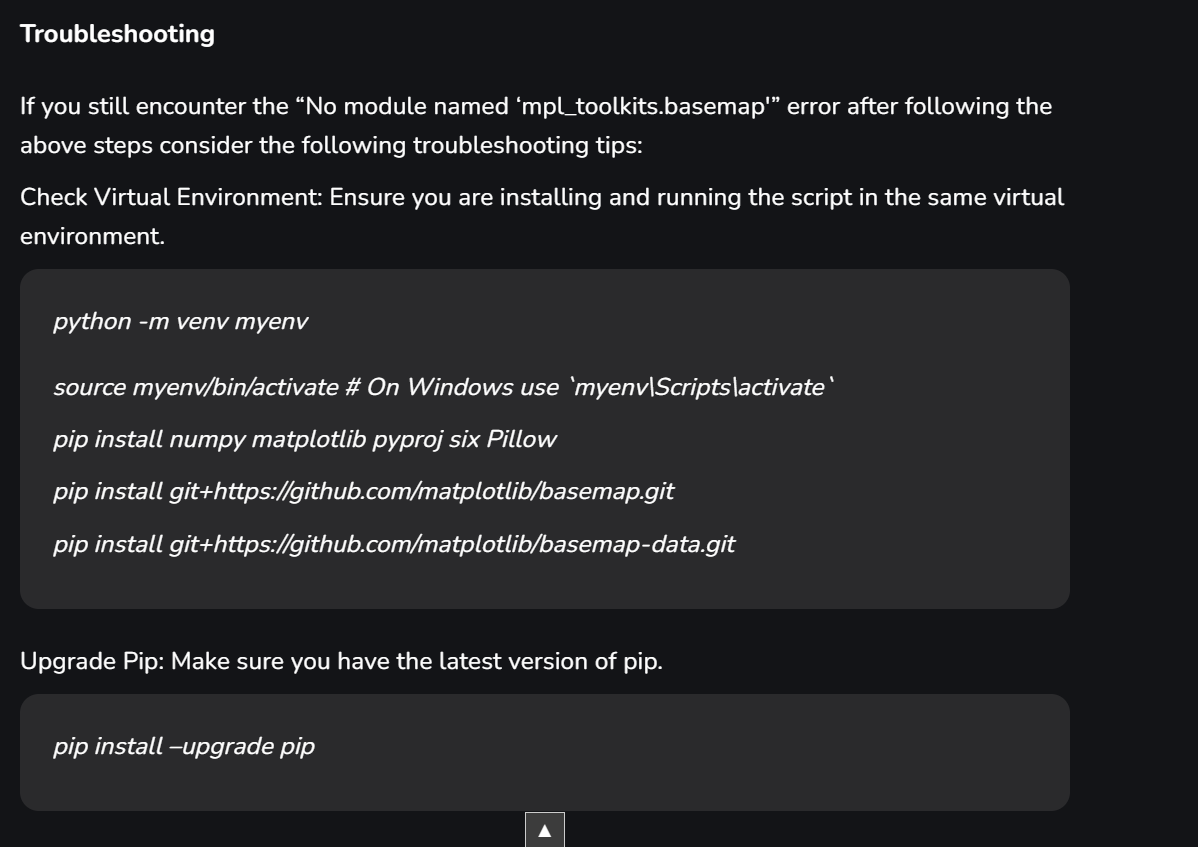 Troubleshooting
If you still encounter the “No module named ‘mpl_toolkits.basemap'” error after following the
above steps consider the following troubleshooting tips:
Check Virtual Environment: Ensure you are installing and running the script in the same virtual
environment.
python -m venv myenv
source myenv/bin/activate # On Windows use `myenv\Scripts\activate`
pip install numpy matplotlib pyproj six Pillow
pip install git+https://github.com/matplotlib/basemap.git
pip install git+https://github.com/matplotlib/basemap-data.git
Upgrade Pip: Make sure you have the latest version of pip.
pip install –upgrade pip